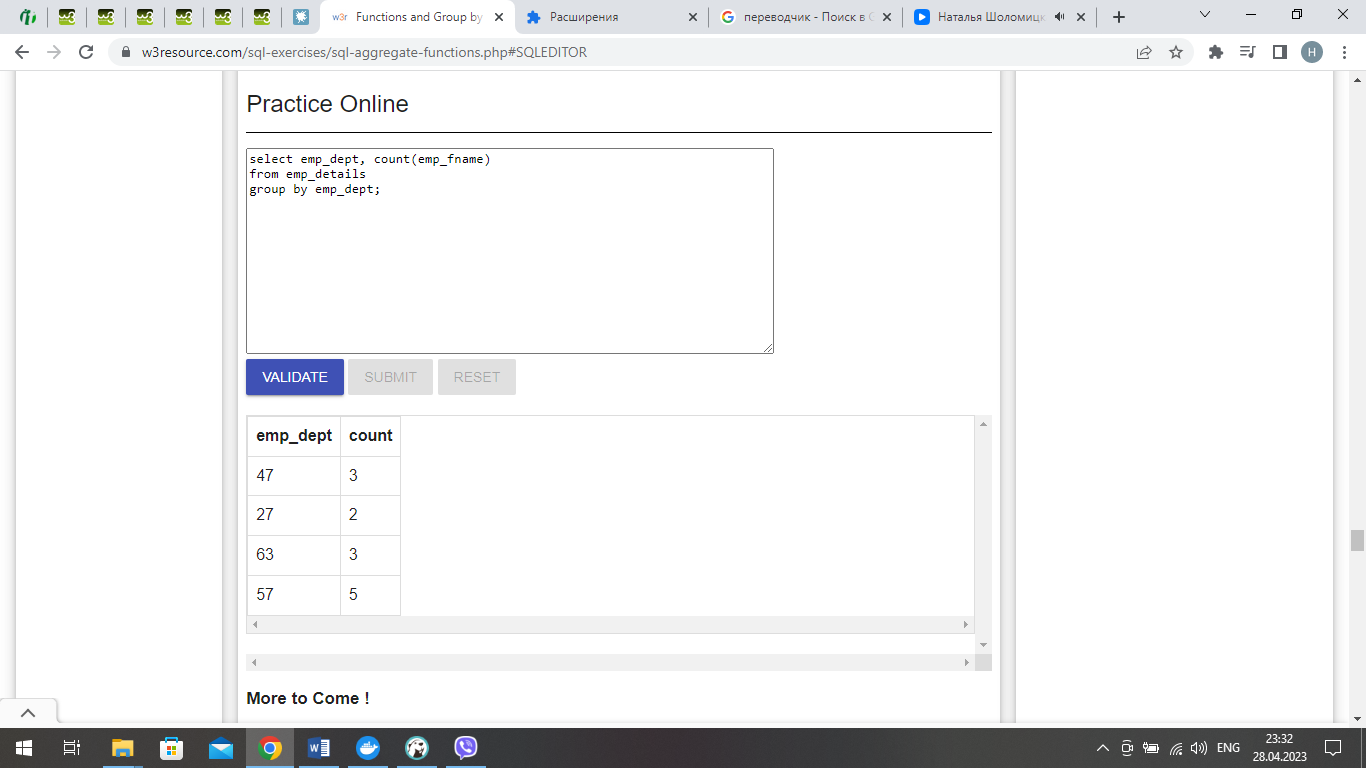 w3r Functions and Group by
Расширения
переводчик - Поиск в
Наталья Шоломицк
w3resource.com/sql-exercises/sql-aggregate-functions.php#SQLEDITOR
H
Practice Online
select emp_dept, count(emp_fname)
from emp_details
group by emp_dept;
VALIDATE SUBMIT RESET
emp_dept count
47 3
27 2
63 3
57 5
More to Come !
ENG
23:32
28.04.2023